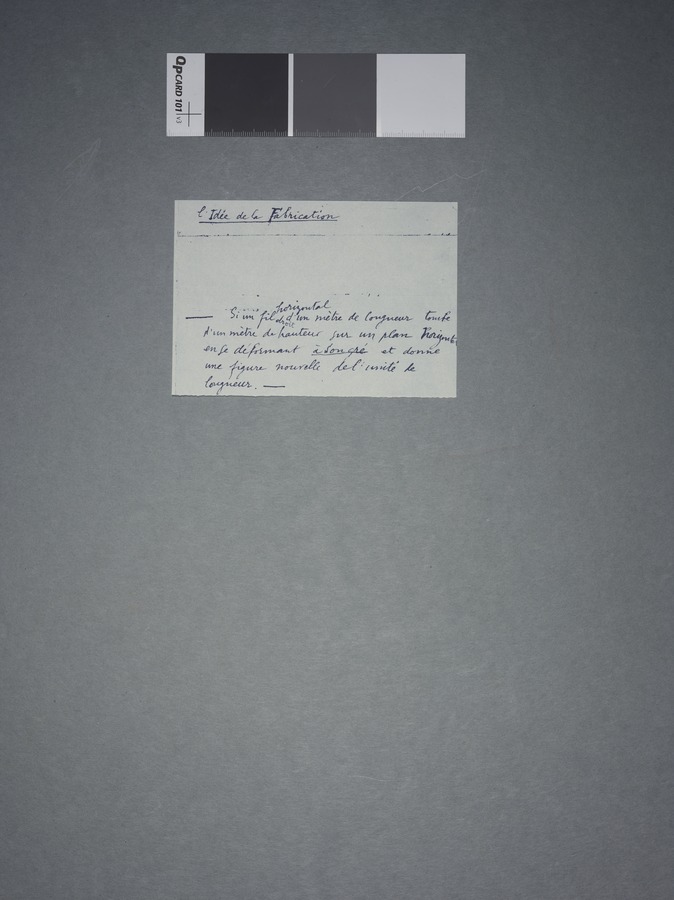 QPCARD 101 v3
l'Idée de la Fabrication
horizontal
— Si un fil droit d'un mètre de longueur tombe
d'un mètre de hauteur sur un plan horizontal
en se déformant à son gré et donne
une figure nouvelle de l'unité de
longueur. —